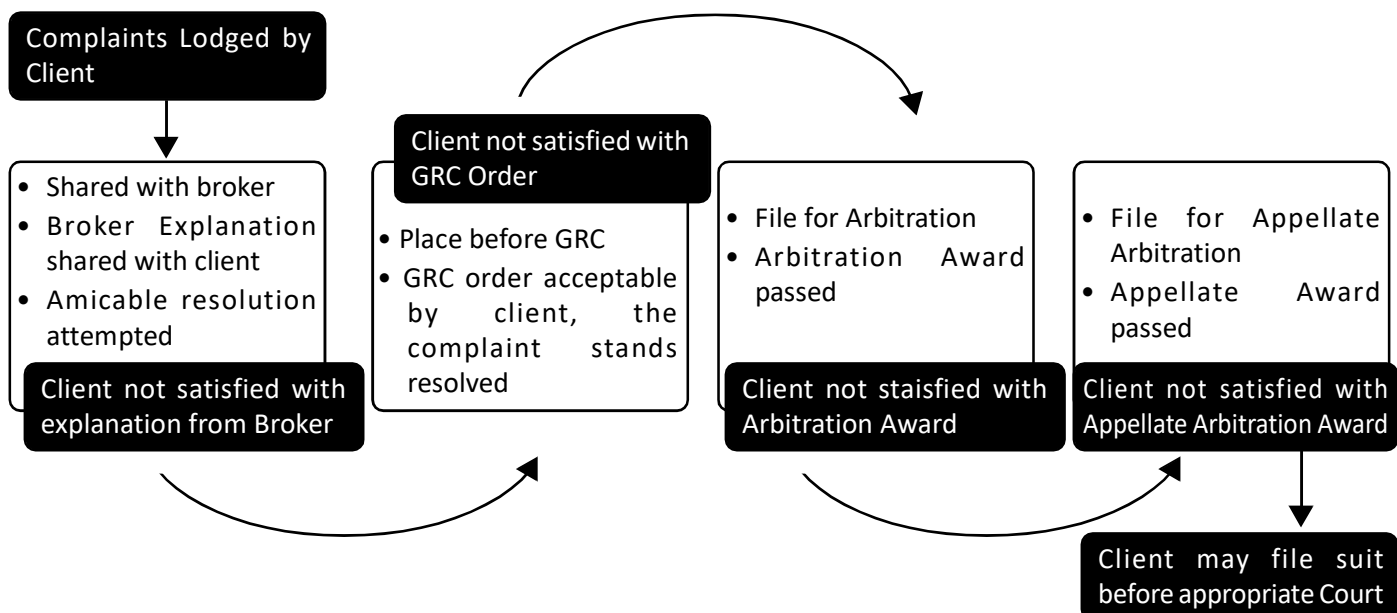 Complaints Lodged by
Client
• Shared with broker
• Broker Explanation
shared with client
• Amicable resolution
attempted
Client not satisfied with
explanation from Broker
Client not satisfied with
GRC Order
• Place before GRC
• GRC order acceptable
by client, the
complaint stands
resolved
• File for Arbitration
• Arbitration Award
passed
Client not staisfied with
Arbitration Award
• File for Appellate
Arbitration
• Appellate Award
passed
Client not satisfied with
Appellate Arbitration Award
Client may file suit
before appropriate Court